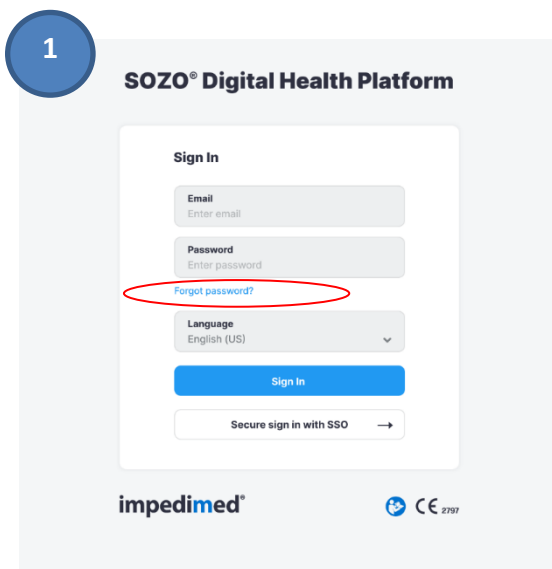 1
SOZO® Digital Health Platform
Sign In
Email
Enter email
Password
Enter password
Forgot password?
Language
English (US)
Sign In
Secure sign in with SSO →
impedimed®
CE 2797